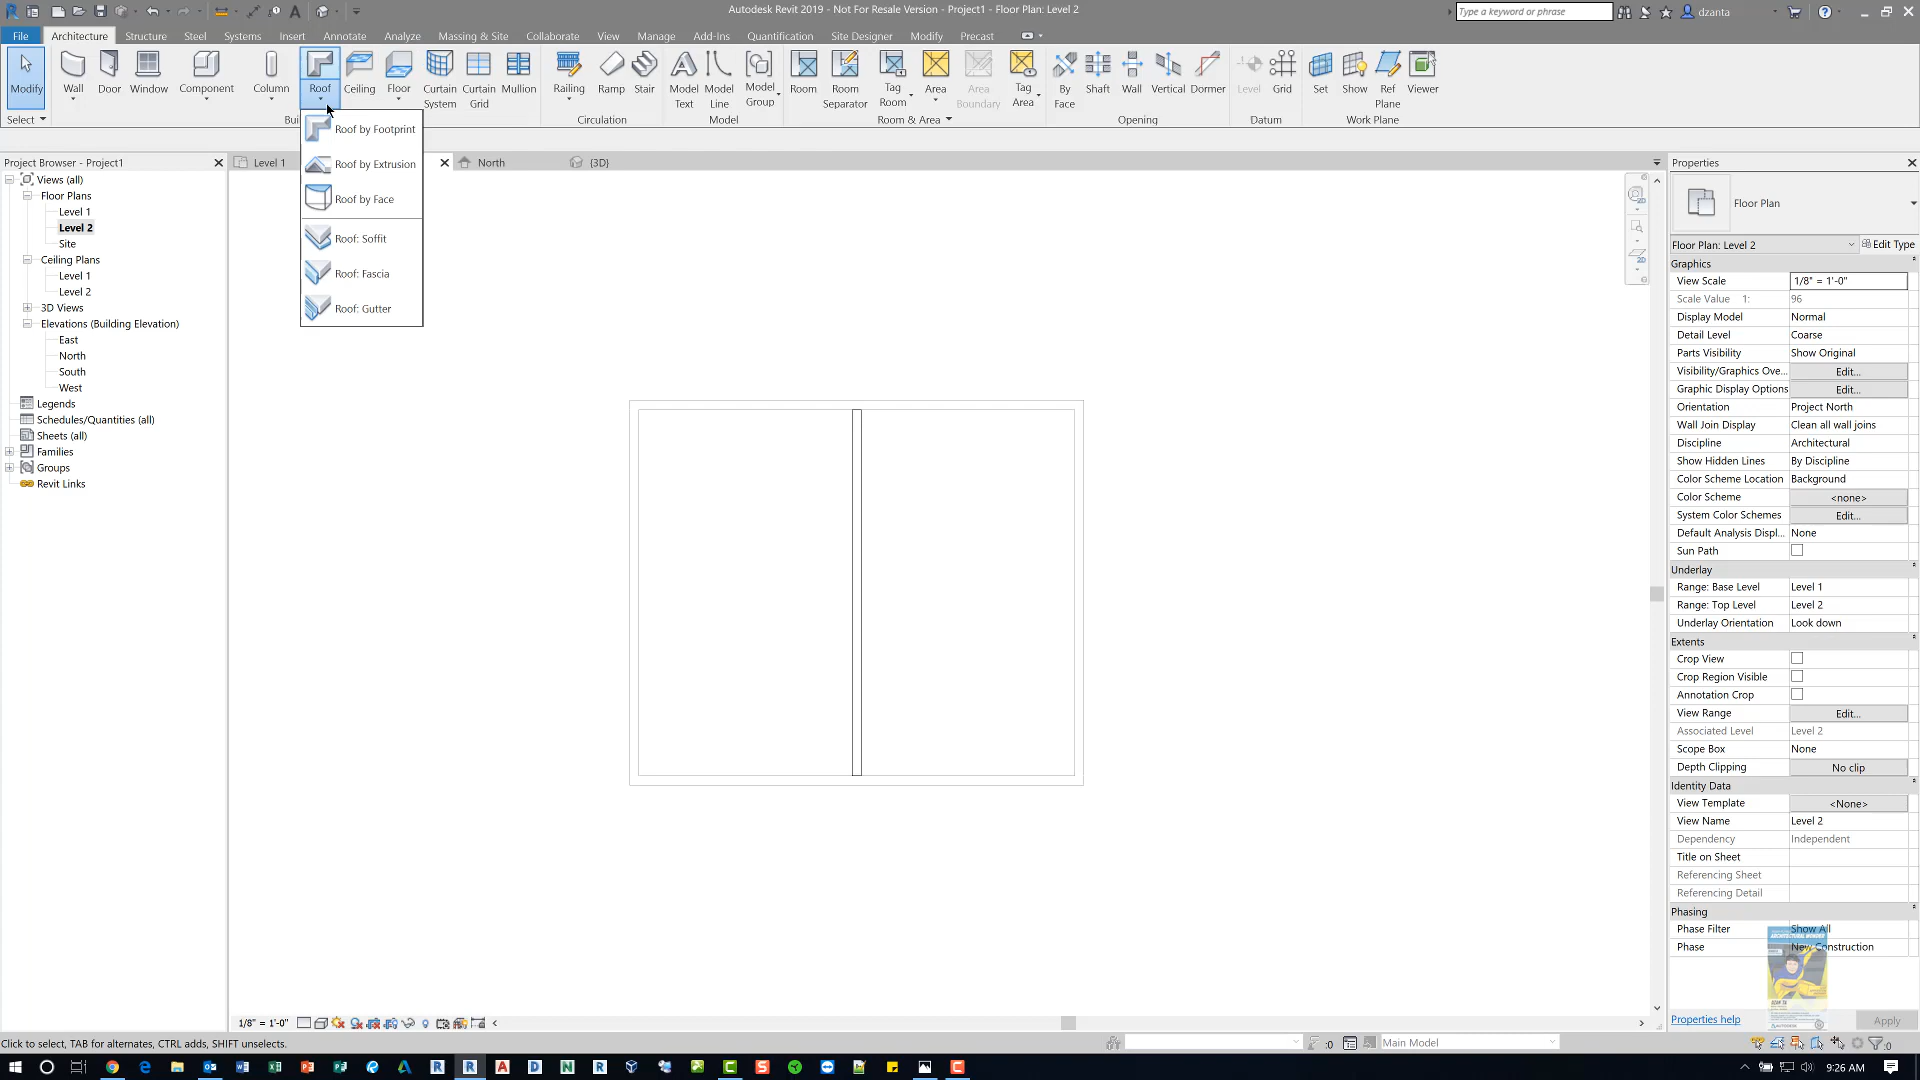 Autodesk Revit 2019 - Not For Resale Version - Project1 - Floor Plan: Level 2
Type a keyword or phrase
dzanta
File Architecture Structure Steel Systems Insert Annotate Analyze Massing & Site Collaborate View Manage Add-Ins Quantification Site Designer Modify Precast
Modify Wall Door Window Component Column Roof Ceiling Floor Curtain System Curtain Grid Mullion Railing Ramp Stair Model Text Model Line Model Group Room Room Separator Tag Room Area Area Boundary Tag Area By Face Shaft Wall Vertical Dormer Level Grid Set Show Ref Plane Viewer
Select Circulation Model Room & Area Opening Datum Work Plane
Roof by Footprint
Roof by Extrusion
Roof by Face
Roof: Soffit
Roof: Fascia
Roof: Gutter
Project Browser - Project1
Level 1
North
{3D}
Views (all)
Floor Plans
Level 1
Level 2
Site
Ceiling Plans
Level 1
Level 2
3D Views
Elevations (Building Elevation)
East
North
South
West
Legends
Schedules/Quantities (all)
Sheets (all)
Families
Groups
Revit Links
Properties
Floor Plan
Floor Plan: Level 2 Edit Type
Graphics
View Scale 1/8" = 1'-0"
Scale Value 1: 96
Display Model Normal
Detail Level Coarse
Parts Visibility Show Original
Visibility/Graphics Ove... Edit...
Graphic Display Options Edit...
Orientation Project North
Wall Join Display Clean all wall joins
Discipline Architectural
Show Hidden Lines By Discipline
Color Scheme Location Background
Color Scheme <none>
System Color Schemes Edit...
Default Analysis Displ... None
Sun Path
Underlay
Range: Base Level Level 1
Range: Top Level Level 2
Underlay Orientation Look down
Extents
Crop View
Crop Region Visible
Annotation Crop
View Range Edit...
Associated Level Level 2
Scope Box None
Depth Clipping No clip
Identity Data
View Template <None>
View Name Level 2
Dependency Independent
Title on Sheet
Referencing Sheet
Referencing Detail
Phasing
Phase Filter Show All
Phase New Construction
Properties help Apply
1/8" = 1'-0"
Click to select, TAB for alternates, CTRL adds, SHIFT unselects.
:0 Main Model :0
9:26 AM